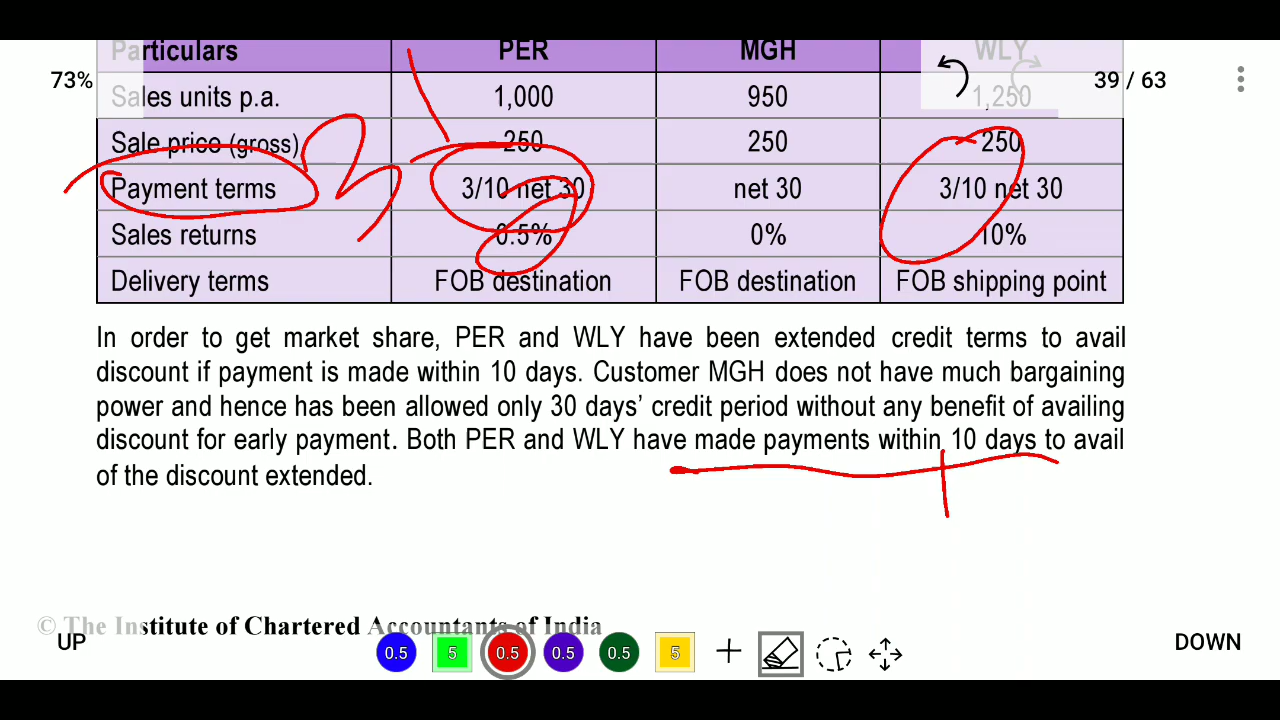 Particulars PER MGH WLY
73% 39 / 63
Sales units p.a. 1,000 950 1,250
Sale price (gross) 250 250 250
Payment terms 3/10 net 30 net 30 3/10 net 30
Sales returns 0.5% 0% 10%
Delivery terms FOB destination FOB destination FOB shipping point
In order to get market share, PER and WLY have been extended credit terms to avail
discount if payment is made within 10 days. Customer MGH does not have much bargaining
power and hence has been allowed only 30 days’ credit period without any benefit of availing
discount for early payment. Both PER and WLY have made payments within 10 days to avail
of the discount extended.
© The Institute of Chartered Accountants of India
UP 0.5 5 0.5 0.5 0.5 5 DOWN